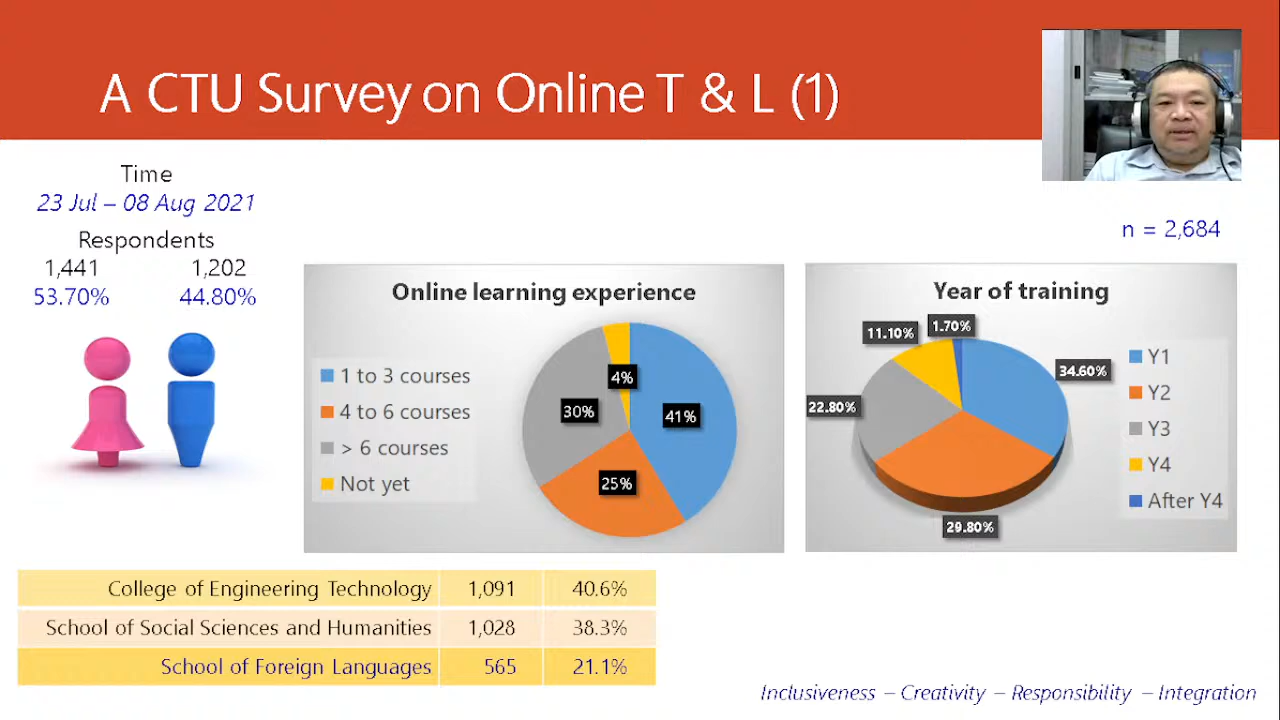 A CTU Survey on Online T & L (1)
Time
23 Jul – 08 Aug 2021
Respondents
1,441 1,202
53.70% 44.80%
n = 2,684
Online learning experience
1 to 3 courses
4 to 6 courses
> 6 courses
Not yet
4%
30%
41%
25%
Year of training
11.10%
1.70%
34.60%
22.80%
29.80%
Y1
Y2
Y3
Y4
After Y4
College of Engineering Technology 1,091 40.6%
School of Social Sciences and Humanities 1,028 38.3%
School of Foreign Languages 565 21.1%
Inclusiveness – Creativity – Responsibility – Integration